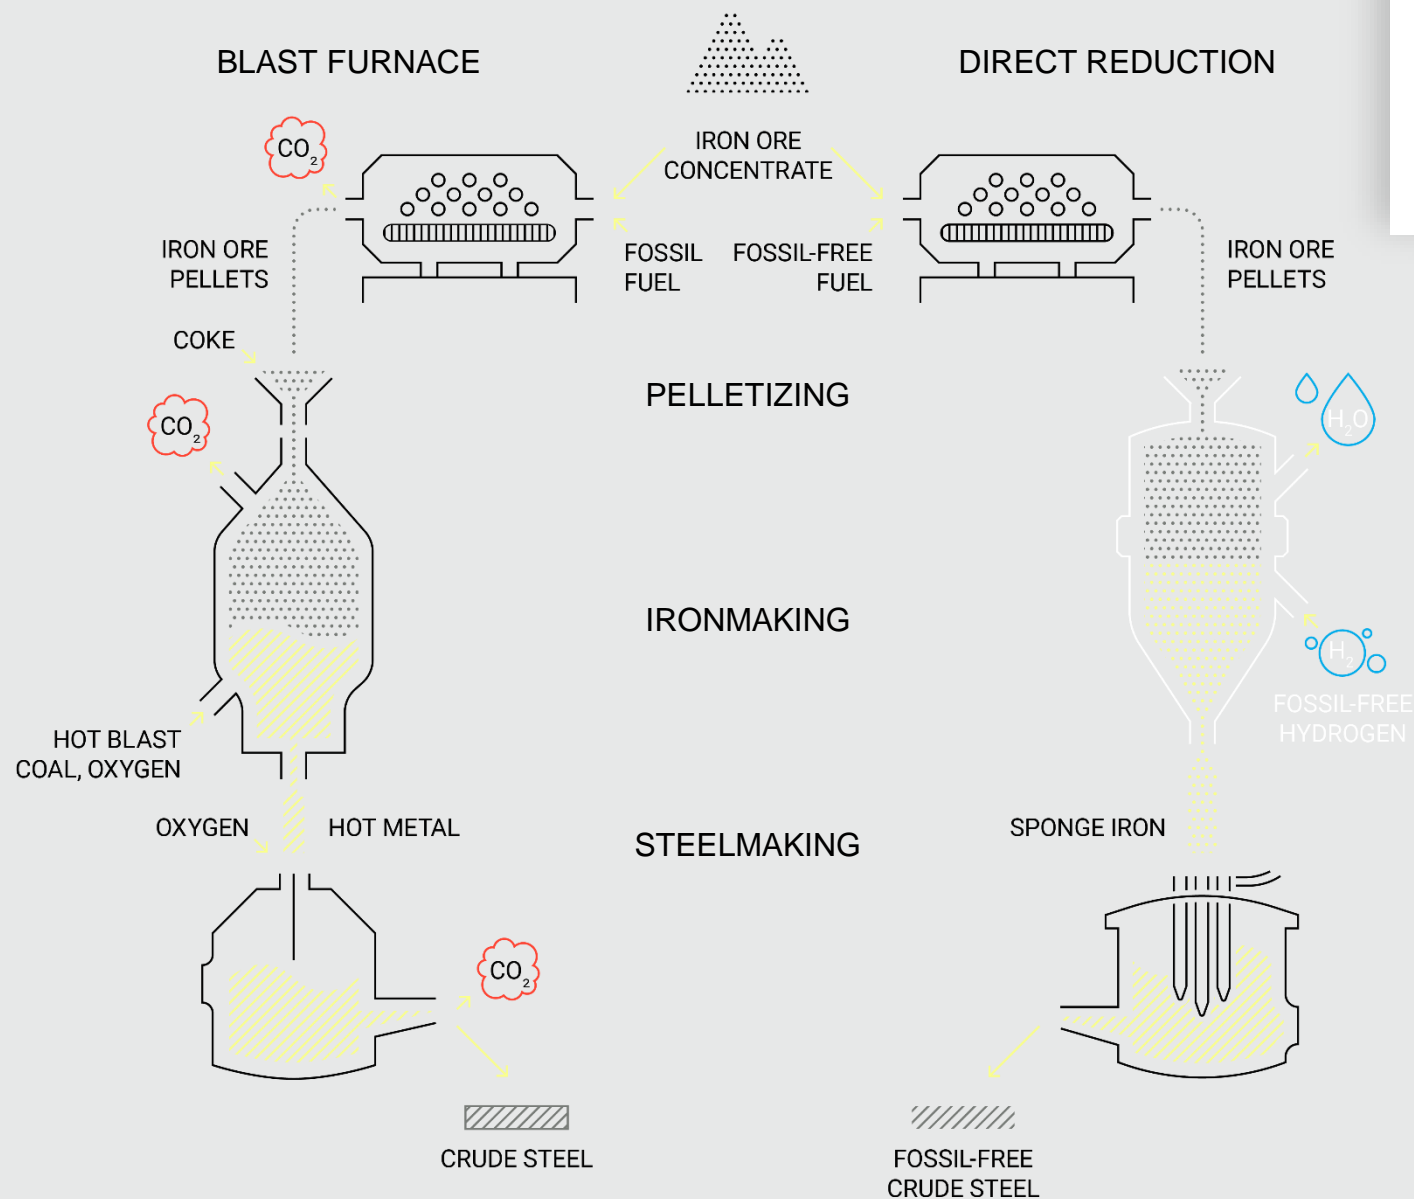 BLAST FURNACE
DIRECT REDUCTION
CO2
IRON ORE
CONCENTRATE
IRON ORE
PELLETS
FOSSIL
FUEL
FOSSIL-FREE
FUEL
IRON ORE
PELLETS
COKE
CO2
PELLETIZING
H2O
IRONMAKING
H2
FOSSIL-FREE
HYDROGEN
HOT BLAST
COAL, OXYGEN
OXYGEN
HOT METAL
STEELMAKING
SPONGE IRON
CO2
CRUDE STEEL
FOSSIL-FREE
CRUDE STEEL